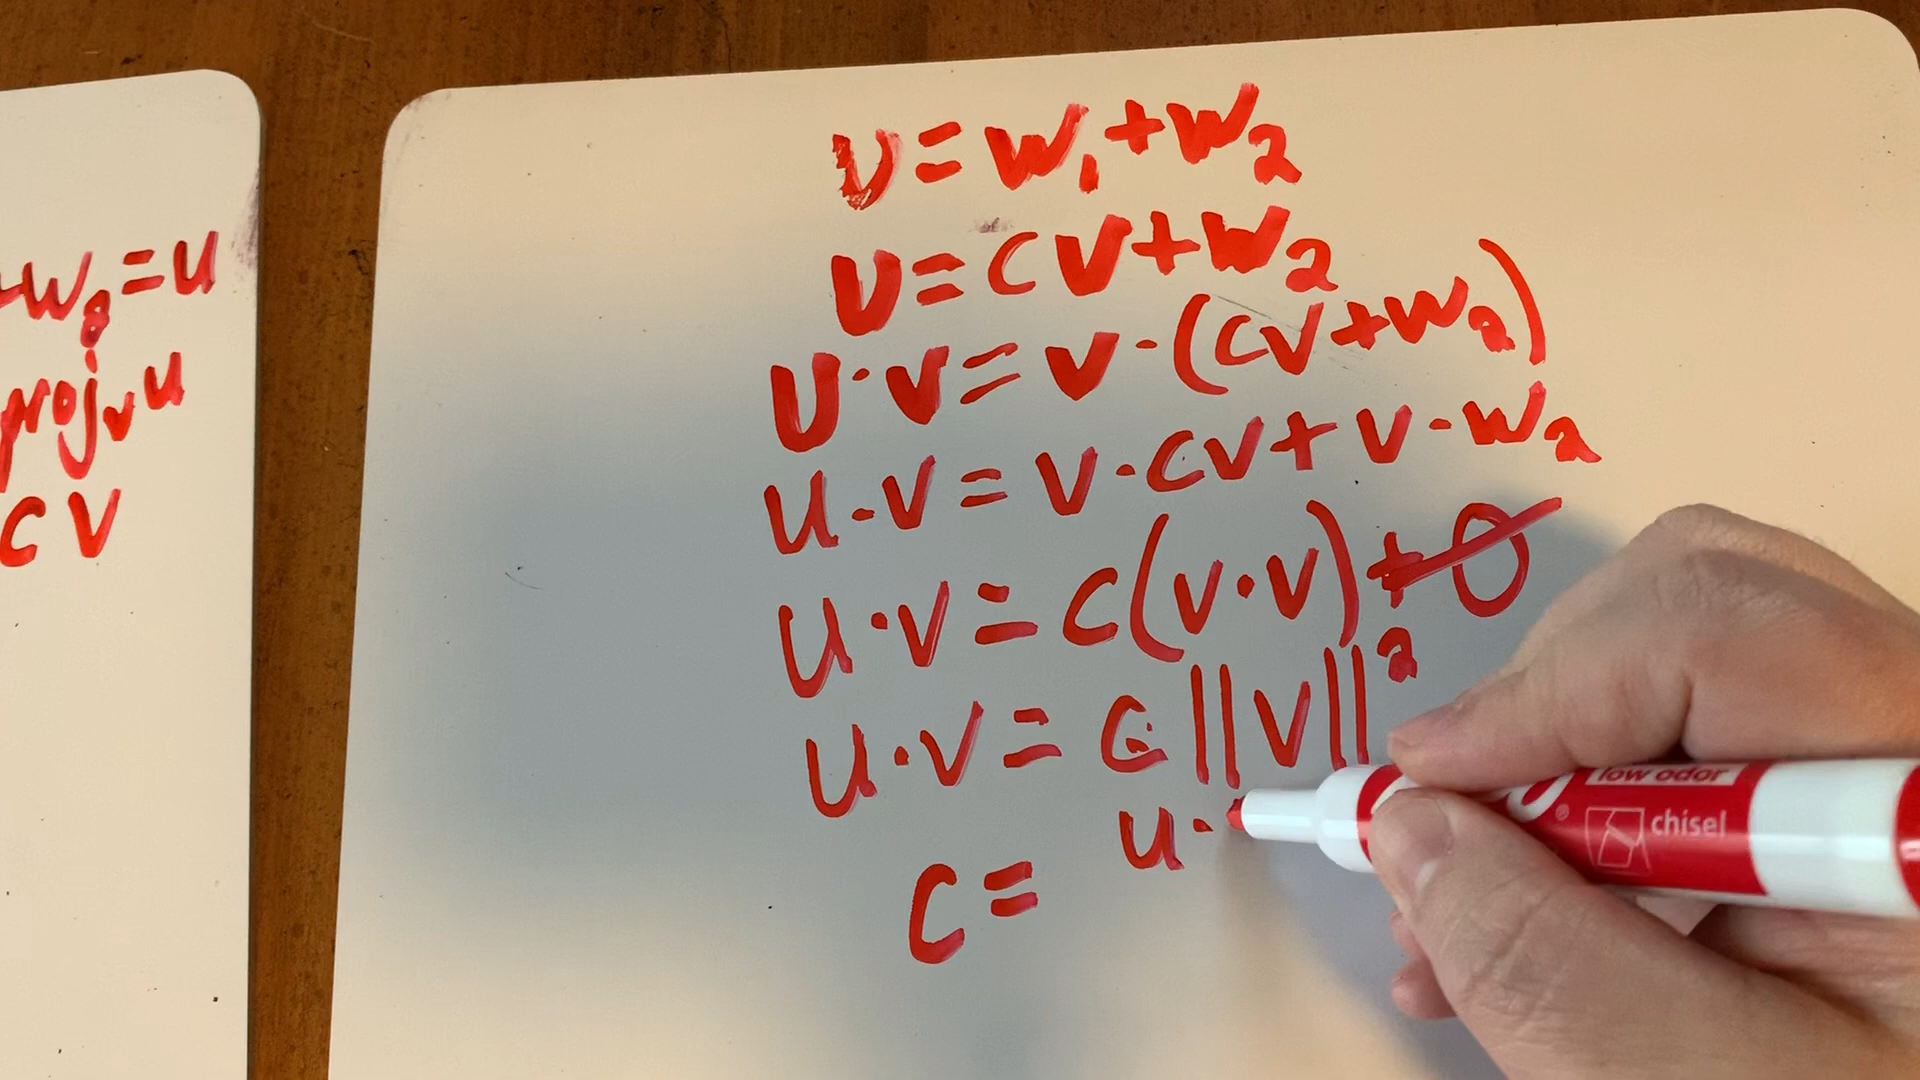 +w₂=u
proj_v u
cv
u=w₁+w₂
u=cv+w₂
u·v=v·(cv+w₂)
u·v=v·cv+v·w₂
u·v=c(v·v)+0
u·v=c||v||²
u·
c=
low odor
® chisel